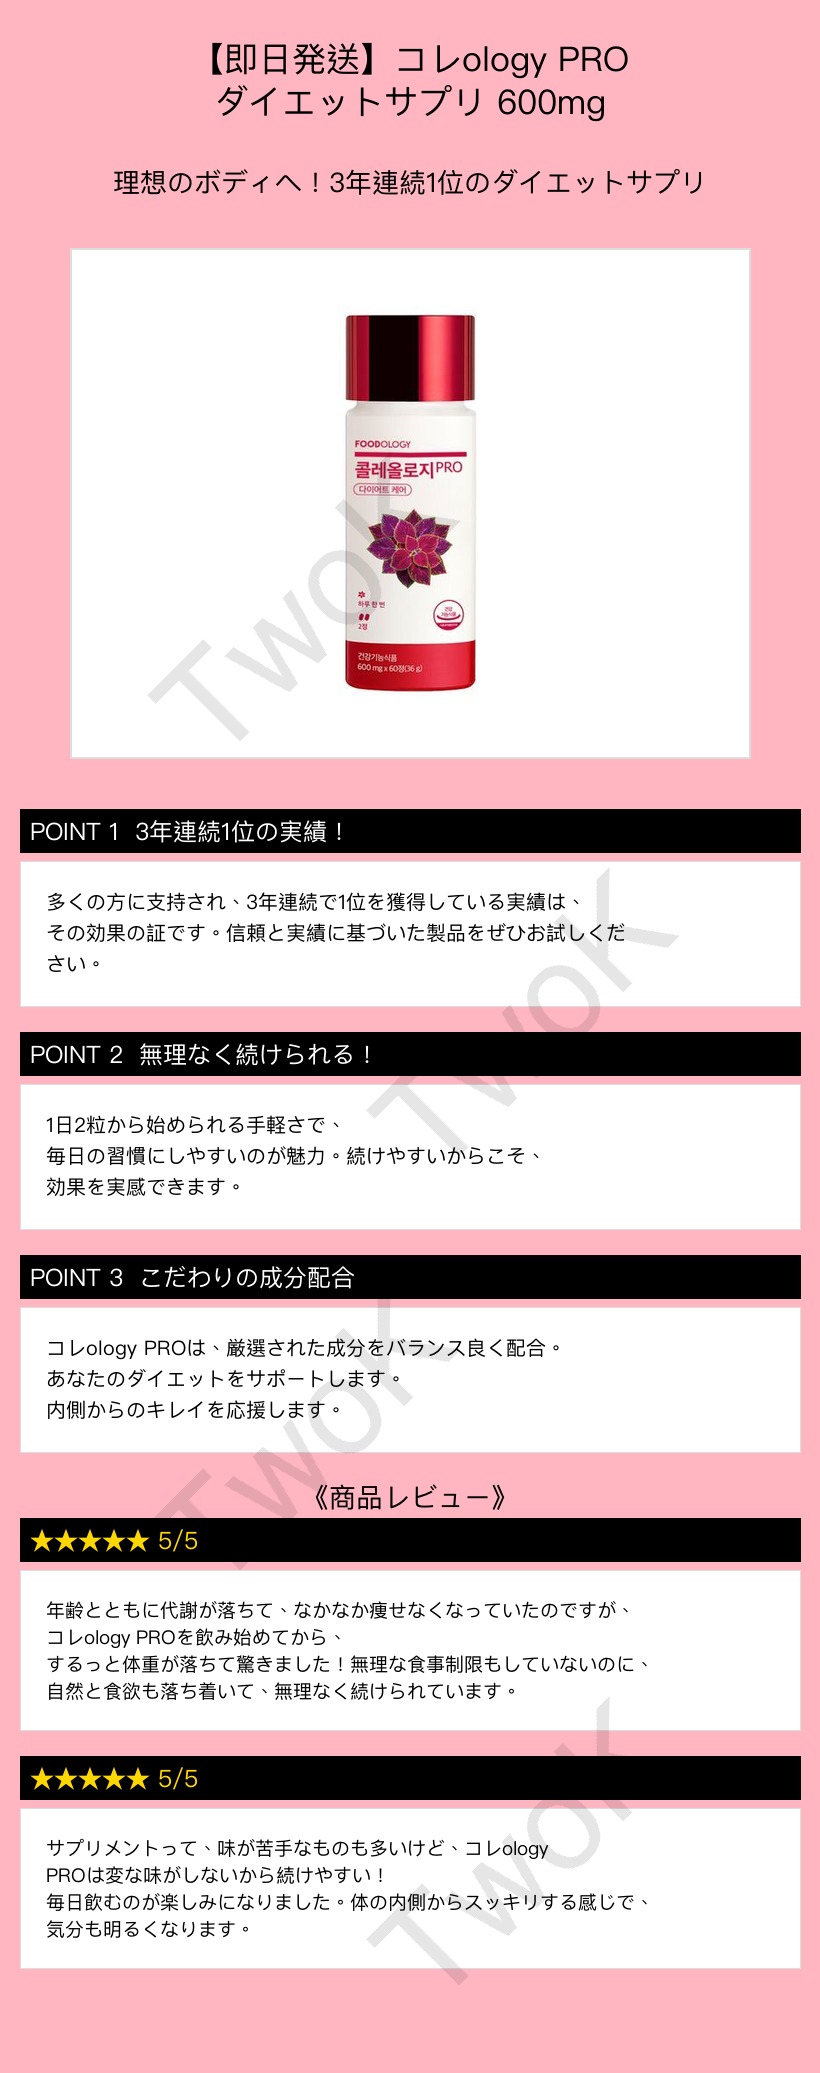 【即日発送】コレology PRO
ダイエットサプリ 600mg
理想のボディへ！3年連続1位のダイエットサプリ
FOODOLOGY
콜레올로지PRO
다이어트 케어
하루 한 번
2정
건강
기능식품
건강기능식품
600 mg x 60정(36 g)
TwoK
POINT 1 3年連続1位の実績！
多くの方に支持され、3年連続で1位を獲得している実績は、
その効果の証です。信頼と実績に基づいた製品をぜひお試しくだ
さい。
TwoK
POINT 2 無理なく続けられる！
1日2粒から始められる手軽さで、
毎日の習慣にしやすいのが魅力。続けやすいからこそ、
効果を実感できます。
POINT 3 こだわりの成分配合
コレology PROは、厳選された成分をバランス良く配合。
あなたのダイエットをサポートします。
内側からのキレイを応援します。
TwoK
《商品レビュー》
★★★★★ 5/5
年齢とともに代謝が落ちて、なかなか痩せなくなっていたのですが、
コレology PROを飲み始めてから、
するっと体重が落ちて驚きました！無理な食事制限もしていないのに、
自然と食欲も落ち着いて、無理なく続けられています。
★★★★★ 5/5
サプリメントって、味が苦手なものも多いけど、コレology
PROは変な味がしないから続けやすい！
毎日飲むのが楽しみになりました。体の内側からスッキリする感じで、
気分も明るくなります。
TwoK